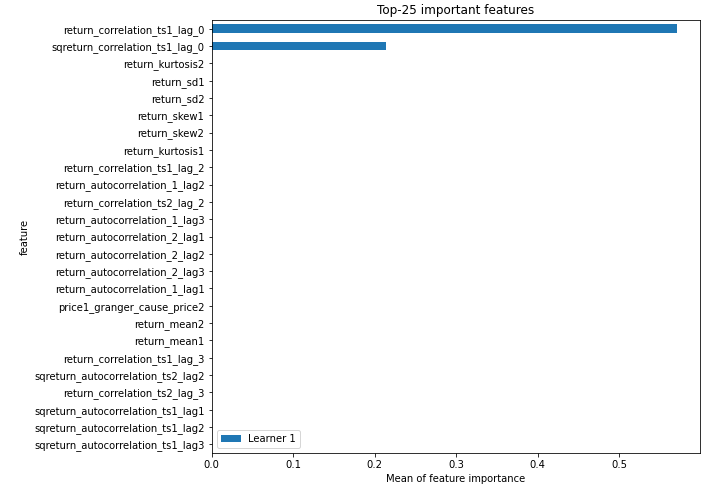 Top-25 important features
return_correlation_ts1_lag_0
sqreturn_correlation_ts1_lag_0
return_kurtosis2
return_sd1
return_sd2
return_skew1
return_skew2
return_kurtosis1
return_correlation_ts1_lag_2
return_autocorrelation_1_lag2
return_correlation_ts2_lag_2
return_autocorrelation_1_lag3
return_autocorrelation_2_lag1
return_autocorrelation_2_lag2
return_autocorrelation_2_lag3
return_autocorrelation_1_lag1
price1_granger_cause_price2
return_mean2
return_mean1
return_correlation_ts1_lag_3
sqreturn_autocorrelation_ts2_lag2
return_correlation_ts2_lag_3
sqreturn_autocorrelation_ts1_lag1
sqreturn_autocorrelation_ts1_lag2
sqreturn_autocorrelation_ts1_lag3
feature
Learner 1
0.0 0.1 0.2 0.3 0.4 0.5
Mean of feature importance